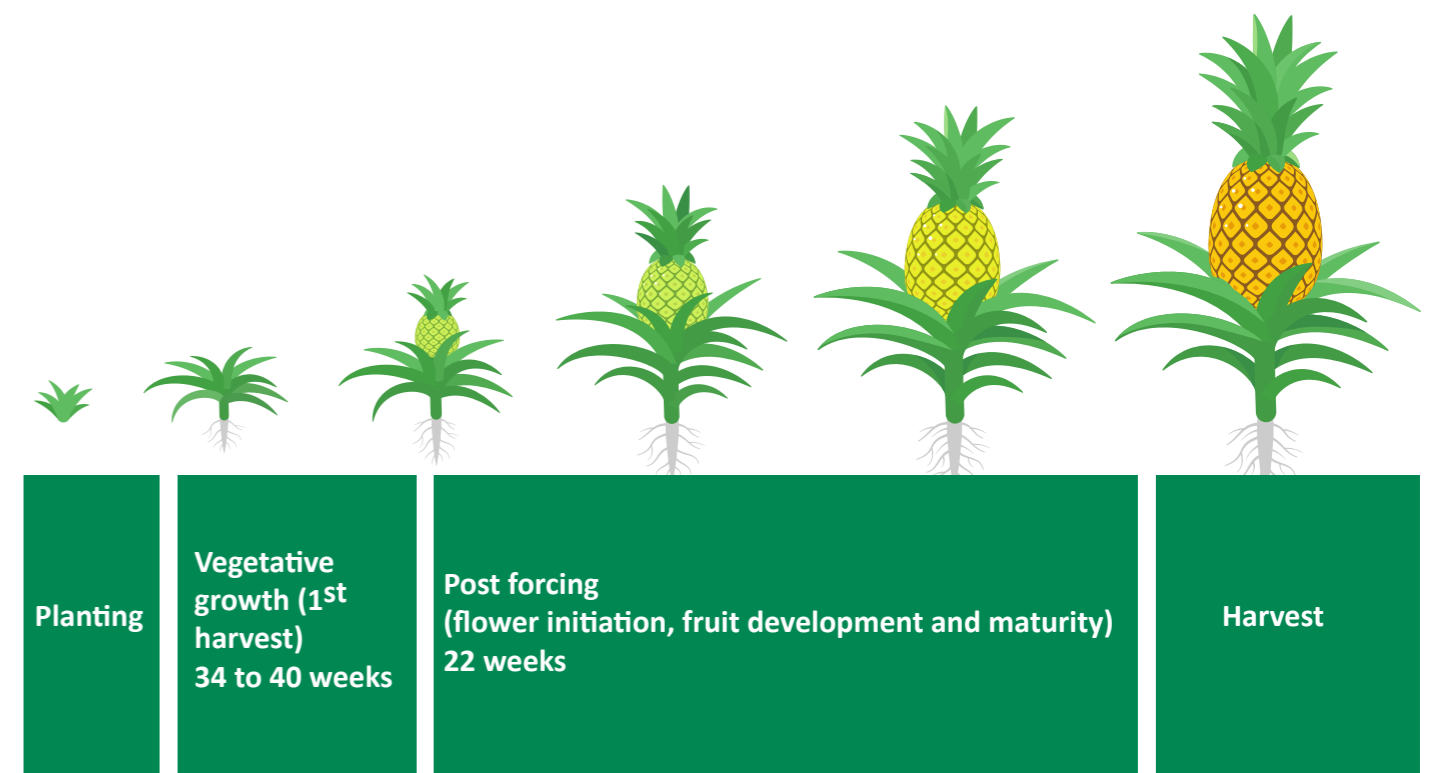 Planting
Vegetative
growth (1st
harvest)
34 to 40 weeks
Post forcing
(flower initiation, fruit development and maturity)
22 weeks
Harvest